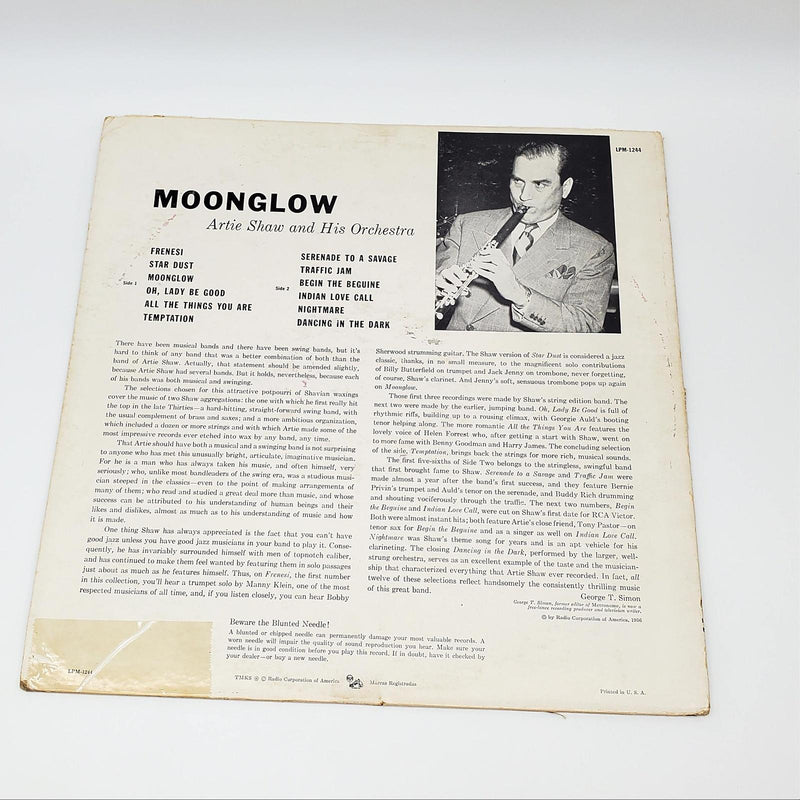 LPM-1244
MOONGLOW
Artie Shaw and His Orchestra
Side 1
FRENESI
STAR DUST
MOONGLOW
OH, LADY BE GOOD
ALL THE THINGS YOU ARE
TEMPTATION
Side 2
SERENADE TO A SAVAGE
TRAFFIC JAM
BEGIN THE BEGUINE
INDIAN LOVE CALL
NIGHTMARE
DANCING IN THE DARK
There have been musical bands and there have been swing bands, but it's
hard to think of any band that was a better combination of both than the
band of Artie Shaw. Actually, that statement should be amended slightly,
because Artie Shaw had several bands. But it holds, nevertheless, because each
of his bands was both musical and swinging.
The selections chosen for this attractive potpourri of Shavian waxings
cover the music of two Shaw aggregations: the one with which he first really hit
the top in the late Thirties—a hard-hitting, straight-forward swing band, with
the usual complement of brass and saxes; and a more ambitious organization,
which included a dozen or more strings and with which Artie made some of the
most impressive records ever etched into wax by any band, any time.
That Artie should have both a musical and a swinging band is not surprising
to anyone who has met this unusually bright, articulate, imaginative musician.
For he is a man who has always taken his music, and often himself, very
seriously; who, unlike most bandleaders of the swing era, was a studious musi-
cian steeped in the classics—even to the point of making arrangements of
many of them; who read and studied a great deal more than music, and whose
success can be attributed to his understanding of human beings and their
likes and dislikes, almost as much as to his understanding of music and how
it is made.
One thing Shaw has always appreciated is the fact that you can't have
good jazz unless you have good jazz musicians in your band to play it. Conse-
quently, he has invariably surrounded himself with men of topnotch caliber,
and has continued to make them feel wanted by featuring them in solo passages
just about as much as he features himself. Thus, on Frenesi, the first number
in this collection, you'll hear a trumpet solo by Manny Klein, one of the most
respected musicians of all time, and, if you listen closely, you can hear Bobby
Sherwood strumming guitar. The Shaw version of Star Dust is considered a jazz
classic, thanks, in no small measure, to the magnificent solo contributions
of Billy Butterfield on trumpet and Jack Jenny on trombone, never forgetting,
of course, Shaw's clarinet. And Jenny's soft, sensuous trombone pops up again
on Moonglow.
Those first three recordings were made by Shaw's string edition band. The
next two were made by the earlier, jumping band. Oh, Lady Be Good is full of
rhythmic riffs, building up to a rousing climax, with Georgie Auld's booting
tenor helping along. The more romantic All the Things You Are features the
lovely voice of Helen Forrest who, after getting a start with Shaw, went on
to more fame with Benny Goodman and Harry James. The concluding selection
of the side, Temptation, brings back the strings for more rich, musical sounds.
The first five-sixths of Side Two belongs to the stringless, swingful band
that first brought fame to Shaw. Serenade to a Savage and Traffic Jam were
made almost a year after the band's first success, and they feature Bernie
Privin's trumpet and Auld's tenor on the serenade, and Buddy Rich drumming
and shouting vociferously through the traffic. The next two numbers, Begin
the Beguine and Indian Love Call, were cut on Shaw's first date for RCA Victor.
Both were almost instant hits; both feature Artie's close friend, Tony Pastor—on
tenor sax for Begin the Beguine and as a singer as well on Indian Love Call.
Nightmare was Shaw's theme song for years and is an apt vehicle for his
clarineting. The closing Dancing in the Dark, performed by the larger, well-
strung orchestra, serves as an excellent example of the taste and the musician-
ship that characterized everything that Artie Shaw ever recorded. In fact, all
twelve of these selections reflect handsomely the consistently thrilling music
of this great band.
George T. Simon
George T. Simon, former editor of Metronome, is now a
free-lance recording producer and television writer.
© by Radio Corporation of America, 1956
Beware the Blunted Needle!
A blunted or chipped needle can permanently damage your most valuable records. A
worn needle will impair the quality of sound reproduction you hear. Make sure your
needle is in good condition before you play this record. If in doubt, have it checked by
your dealer—or buy a new needle.
LPM-1244
TMKS ® © Radio Corporation of America
Marcas Registradas
Printed in U. S. A.